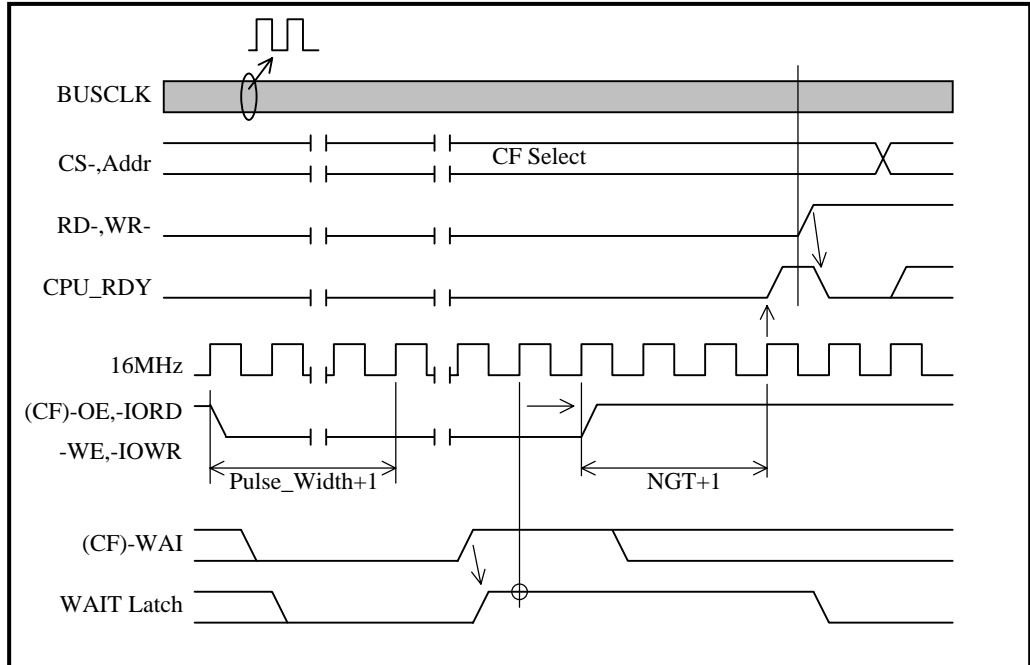 BUSCLK
CS-,Addr
CF Select
RD-,WR-
CPU_RDY
16MHz
(CF)-OE,-IORD
-WE,-IOWR
Pulse_Width+1
NGT+1
(CF)-WAI
WAIT Latch